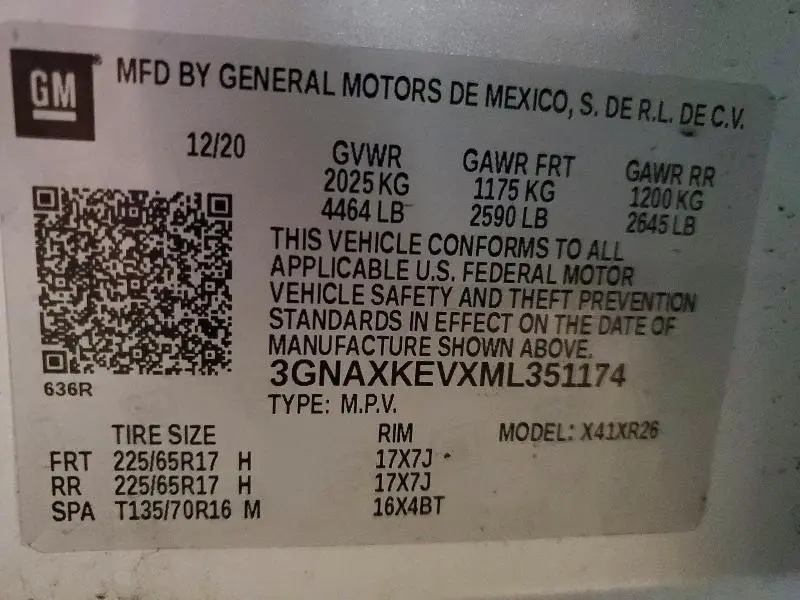 GM MFD BY GENERAL MOTORS DE MEXICO, S. DE R.L. DE C.V.
12/20 GVWR GAWR FRT GAWR RR
2025 KG 1175 KG 1200 KG
4464 LB 2590 LB 2645 LB
THIS VEHICLE CONFORMS TO ALL
APPLICABLE U.S. FEDERAL MOTOR
VEHICLE SAFETY AND THEFT PREVENTION
STANDARDS IN EFFECT ON THE DATE OF
MANUFACTURE SHOWN ABOVE.
636R 3GNAXKEVXML351174
TYPE: M.P.V.
TIRE SIZE RIM MODEL: X41XR26
FRT 225/65R17 H 17X7J
RR 225/65R17 H 17X7J
SPA T135/70R16 M 16X4BT